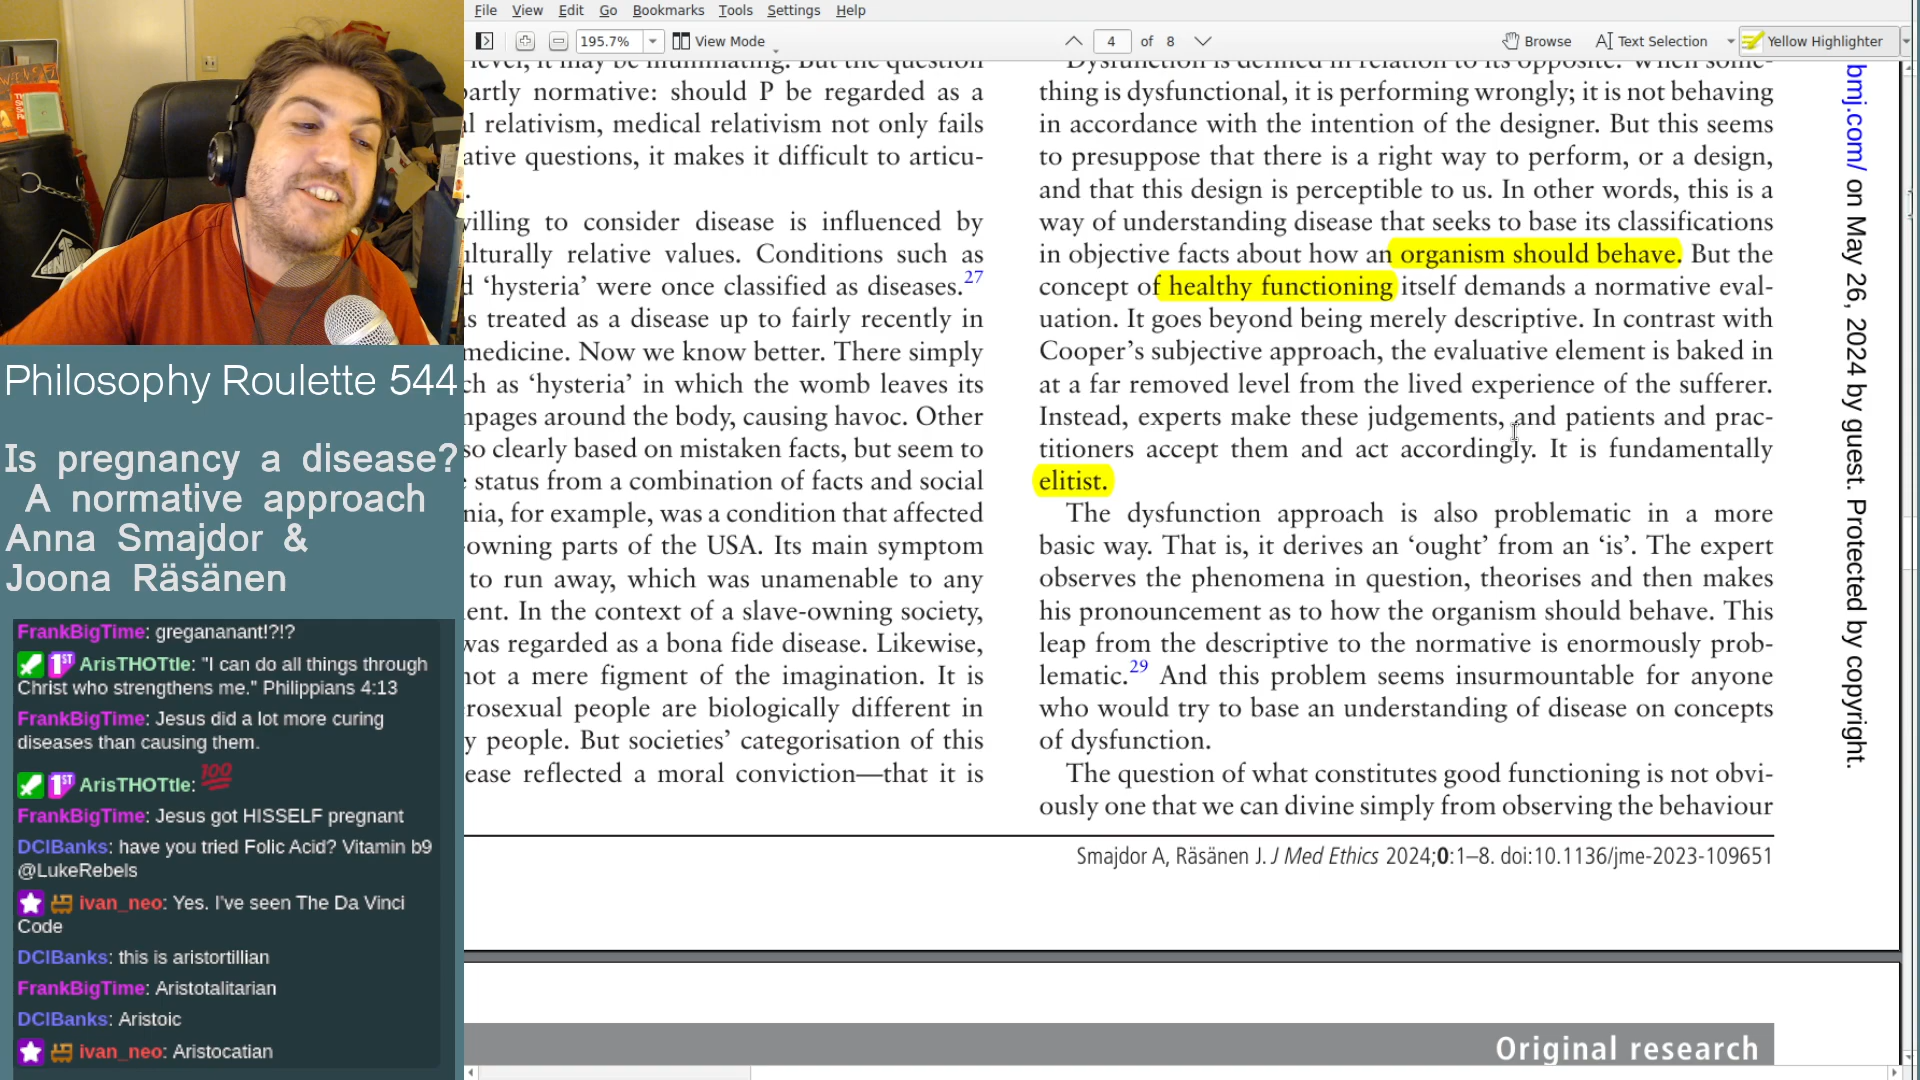 File View Edit Go Bookmarks Tools Settings Help
195.7% View Mode 4 of 8 Browse Text Selection Yellow Highlighter
Philosophy Roulette 544
Is pregnancy a disease?
A normative approach
Anna Smajdor &
Joona Räsänen
FrankBigTime: gregananant!?!?
1ST ArisTHOTtle: "I can do all things through
Christ who strengthens me." Philippians 4:13
FrankBigTime: Jesus did a lot more curing
diseases than causing them.
1ST ArisTHOTtle: 100
FrankBigTime: Jesus got HISSELF pregnant
DCIBanks: have you tried Folic Acid? Vitamin b9
@LukeRebels
ivan_neo: Yes. I've seen The Da Vinci
Code
DCIBanks: this is aristortillian
FrankBigTime: Aristotalitarian
DCIBanks: Aristoic
ivan_neo: Aristocatian
level, it may be illuminating. But the question
partly normative: should P be regarded as a
l relativism, medical relativism not only fails
ative questions, it makes it difficult to articu-
.
willing to consider disease is influenced by
ulturally relative values. Conditions such as
d ‘hysteria’ were once classified as diseases.27
s treated as a disease up to fairly recently in
medicine. Now we know better. There simply
ch as ‘hysteria’ in which the womb leaves its
mpages around the body, causing havoc. Other
so clearly based on mistaken facts, but seem to
status from a combination of facts and social
nia, for example, was a condition that affected
-owning parts of the USA. Its main symptom
to run away, which was unamenable to any
ent. In the context of a slave-owning society,
was regarded as a bona fide disease. Likewise,
not a mere figment of the imagination. It is
rosexual people are biologically different in
y people. But societies’ categorisation of this
ease reflected a moral conviction—that it is
Dysfunction is defined in relation to its opposite. When some-
thing is dysfunctional, it is performing wrongly; it is not behaving
in accordance with the intention of the designer. But this seems
to presuppose that there is a right way to perform, or a design,
and that this design is perceptible to us. In other words, this is a
way of understanding disease that seeks to base its classifications
in objective facts about how an organism should behave. But the
concept of healthy functioning itself demands a normative eval-
uation. It goes beyond being merely descriptive. In contrast with
Cooper’s subjective approach, the evaluative element is baked in
at a far removed level from the lived experience of the sufferer.
Instead, experts make these judgements, and patients and prac-
titioners accept them and act accordingly. It is fundamentally
elitist.
The dysfunction approach is also problematic in a more
basic way. That is, it derives an ‘ought’ from an ‘is’. The expert
observes the phenomena in question, theorises and then makes
his pronouncement as to how the organism should behave. This
leap from the descriptive to the normative is enormously prob-
lematic.29 And this problem seems insurmountable for anyone
who would try to base an understanding of disease on concepts
of dysfunction.
The question of what constitutes good functioning is not obvi-
ously one that we can divine simply from observing the behaviour
Smajdor A, Räsänen J. J Med Ethics 2024;0:1–8. doi:10.1136/jme-2023-109651
bmj.com/ on May 26, 2024 by guest. Protected by copyright.
Original research